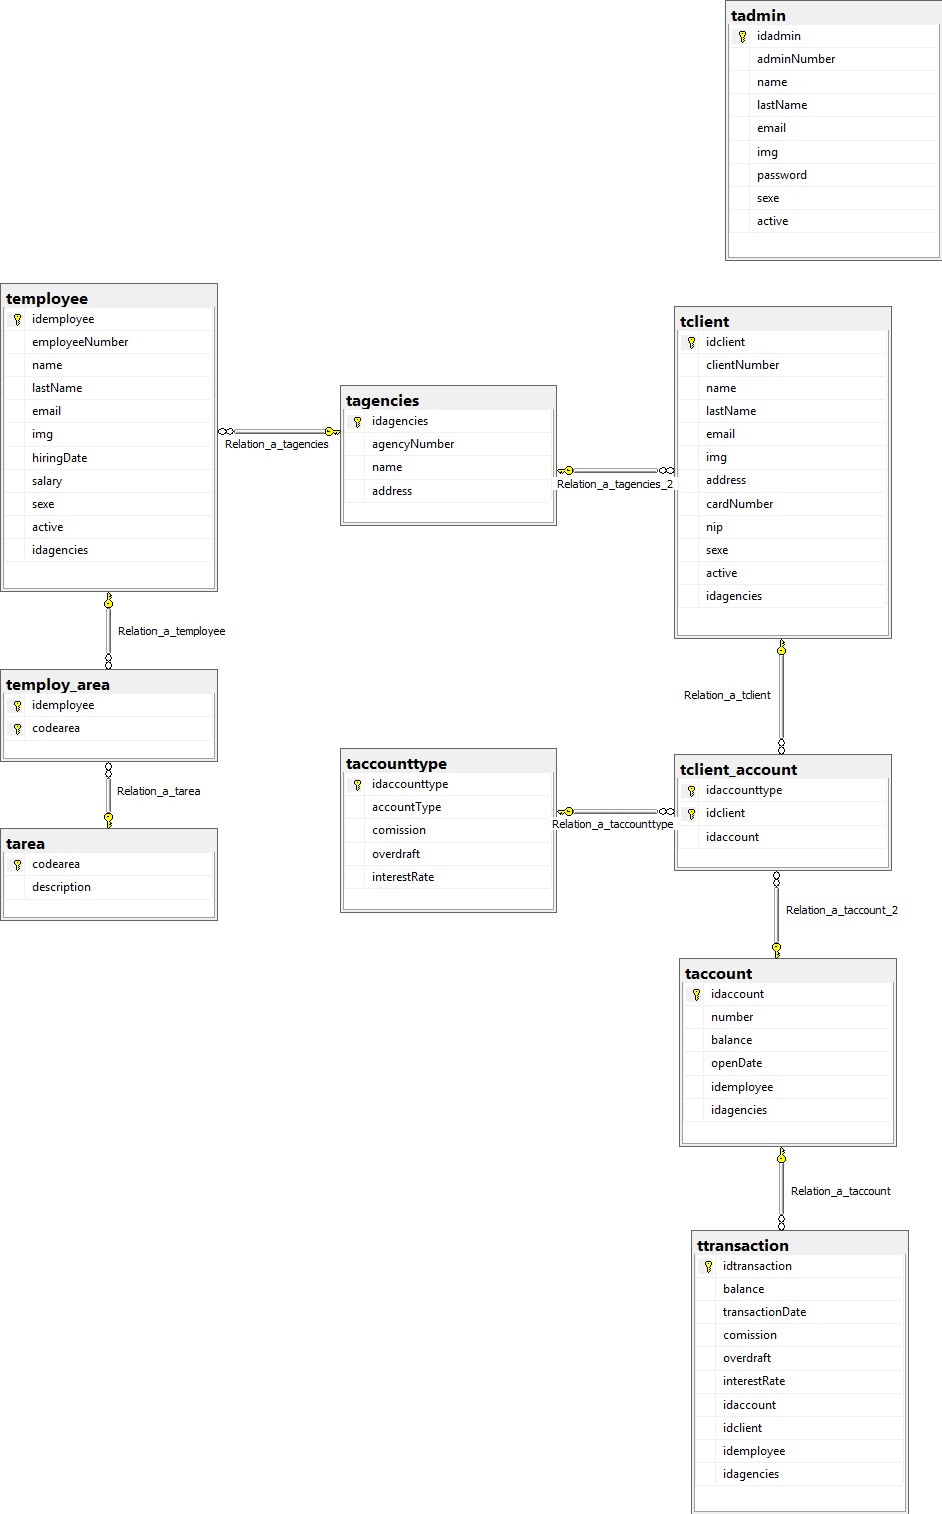 tadmin
idadmin
adminNumber
name
lastName
email
img
password
sexe
active
temployee
idemployee
employeeNumber
name
lastName
email
img
hiringDate
salary
sexe
active
idagencies
Relation_a_tagencies
tagencies
idagencies
agencyNumber
name
address
Relation_a_tagencies_2
tclient
idclient
clientNumber
name
lastName
email
img
address
cardNumber
nip
sexe
active
idagencies
Relation_a_temployee
Relation_a_tclient
temploy_area
idemployee
codearea
Relation_a_tarea
tarea
codearea
description
taccounttype
idaccounttype
accountType
comission
overdraft
interestRate
Relation_a_taccounttype
tclient_account
idaccounttype
idclient
idaccount
Relation_a_taccount_2
taccount
idaccount
number
balance
openDate
idemployee
idagencies
Relation_a_taccount
ttransaction
idtransaction
balance
transactionDate
comission
overdraft
interestRate
idaccount
idclient
idemployee
idagencies